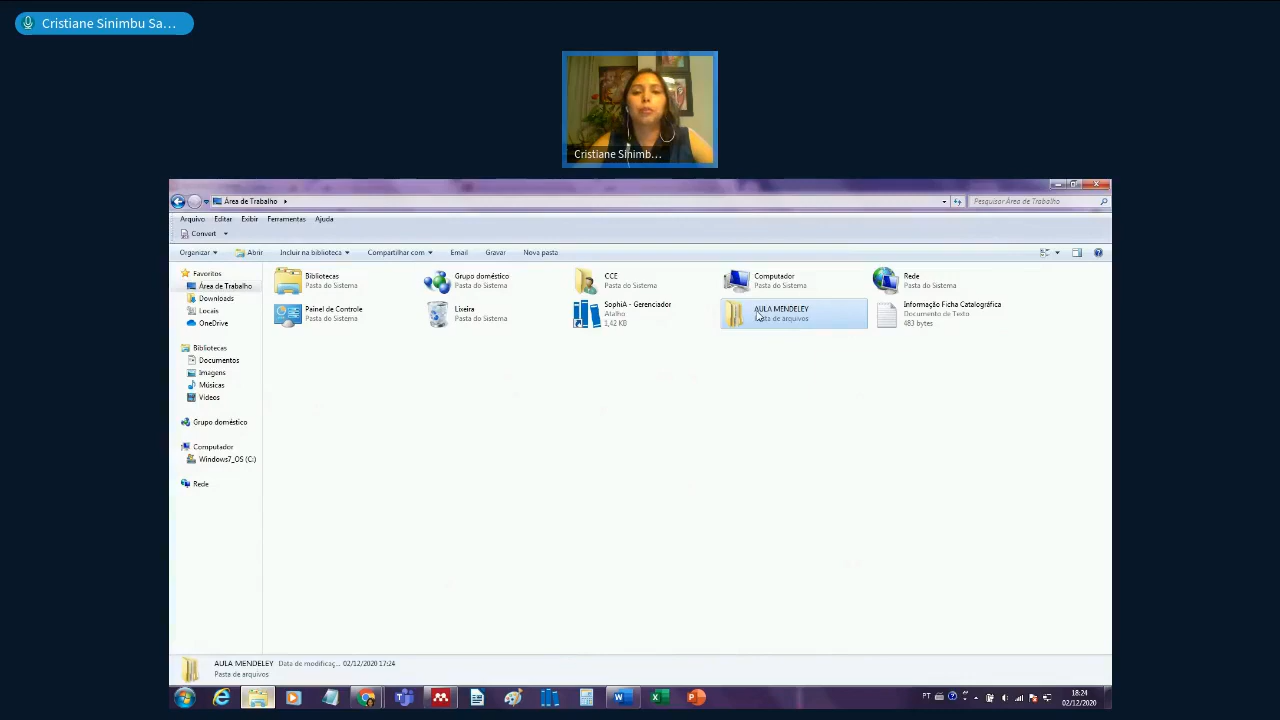 Cristiane Sinimbu Sa...
Cristiane Sinimb...
Área de Trabalho
Pesquisar Área de Trabalho
Arquivo Editar Exibir Ferramentas Ajuda
Convert
Organizar Abrir Incluir na biblioteca Compartilhar com Email Gravar Nova pasta
Favoritos
Área de Trabalho
Downloads
Locais
OneDrive
Bibliotecas
Documentos
Imagens
Músicas
Vídeos
Grupo doméstico
Computador
Windows7_OS (C:)
Rede
Bibliotecas
Pasta do Sistema
Grupo doméstico
Pasta do Sistema
CCE
Pasta do Sistema
Computador
Pasta do Sistema
Rede
Pasta do Sistema
Painel de Controle
Pasta do Sistema
Lixeira
Pasta do Sistema
SophiA - Gerenciador
Atalho
1,42 KB
AULA MENDELEY
Pasta de arquivos
Informação Ficha Catalográfica
Documento de Texto
483 bytes
AULA MENDELEY Data de modificaç... 02/12/2020 17:24
Pasta de arquivos
PT
18:24
02/12/2020